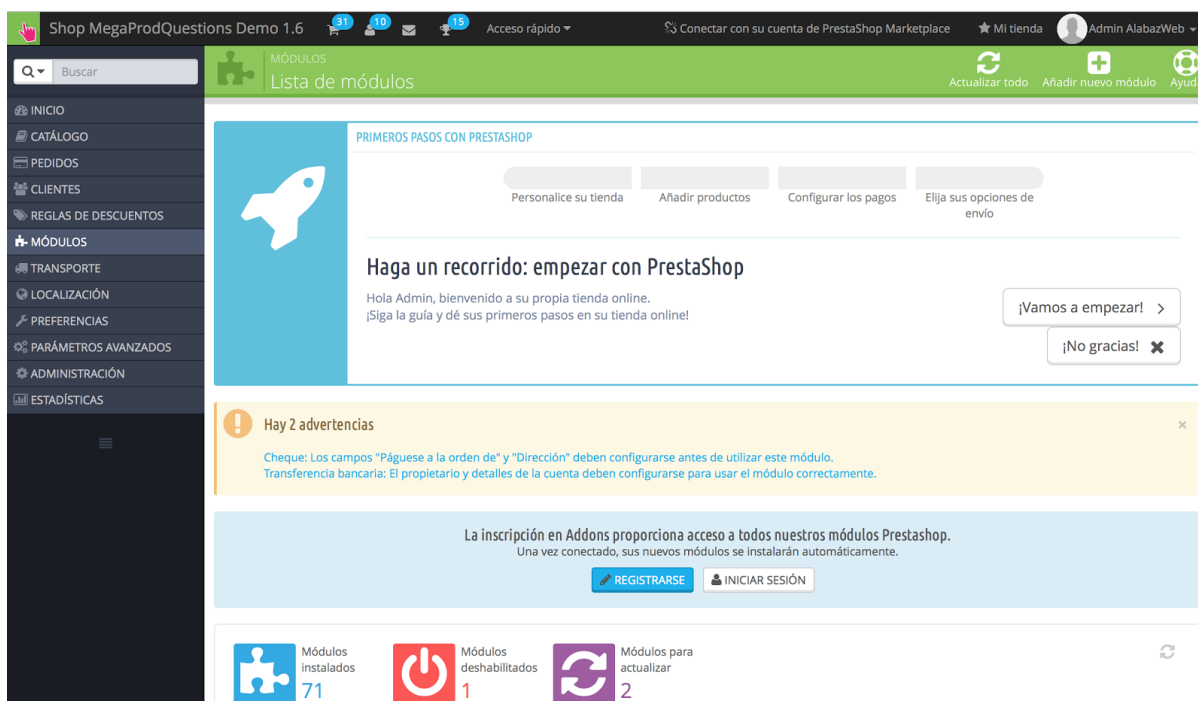 Shop MegaProdQuestions Demo 1.6 31 10 15 Acceso rápido Conectar con su cuenta de PrestaShop Marketplace Mi tienda Admin AlabazWeb
Buscar
MÓDULOS
Lista de módulos
Actualizar todo Añadir nuevo módulo
INICIO
CATÁLOGO
PEDIDOS
CLIENTES
REGLAS DE DESCUENTOS
MÓDULOS
TRANSPORTE
LOCALIZACIÓN
PREFERENCIAS
PARÁMETROS AVANZADOS
ADMINISTRACIÓN
ESTADÍSTICAS
PRIMEROS PASOS CON PRESTASHOP
Personalice su tienda Añadir productos Configurar los pagos Elija sus opciones de
envío
Haga un recorrido: empezar con PrestaShop
Hola Admin, bienvenido a su propia tienda online.
¡Siga la guía y dé sus primeros pasos en su tienda online!
¡Vamos a empezar!
¡No gracias!
Hay 2 advertencias
Cheque: Los campos "Páguese a la orden de" y "Dirección" deben configurarse antes de utilizar este módulo.
Transferencia bancaria: El propietario y detalles de la cuenta deben configurarse para usar el módulo correctamente.
La inscripción en Addons proporciona acceso a todos nuestros módulos Prestashop.
Una vez conectado, sus nuevos módulos se instalarán automáticamente.
REGISTRARSE INICIAR SESIÓN
Módulos
instalados
71
Módulos
deshabilitados
1
Módulos para
actualizar
2